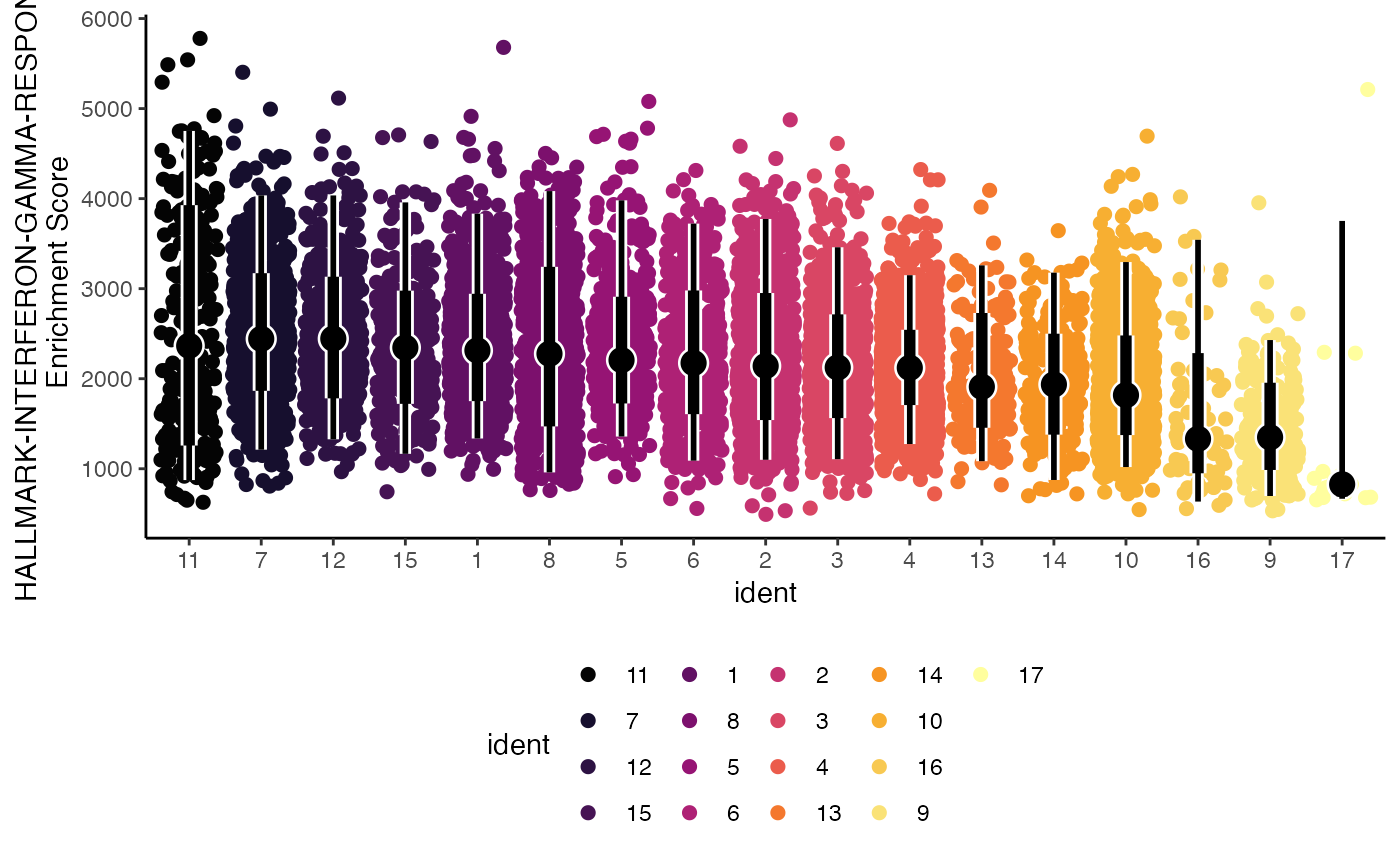 HALLMARK-INTERFERON-GAMMA-RESPON
Enrichment Score
6000
5000
4000
3000
2000
1000
11 7 12 15 1 8 5 6 2 3 4 13 14 10 16 9 17
ident
ident
11 1 2 14 17
7 8 3 10
12 5 4 16
15 6 13 9